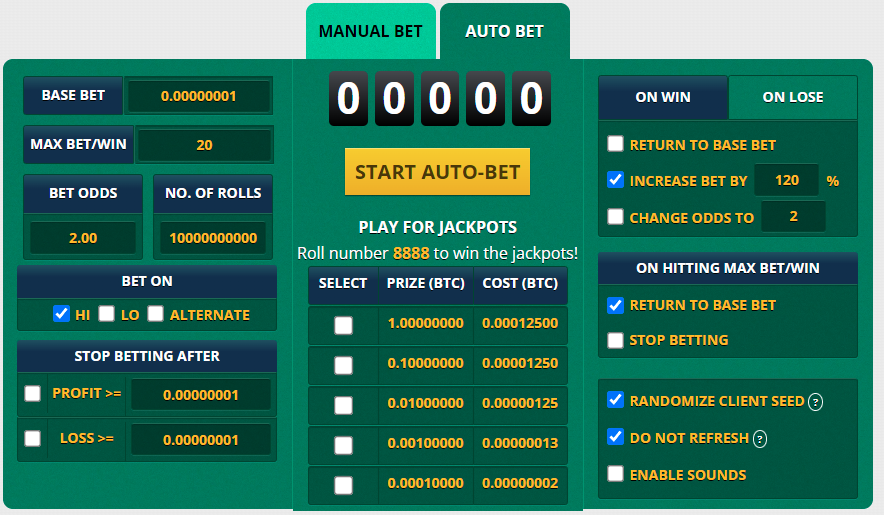 MANUAL BET
AUTO BET
BASE BET 0.00000001
MAX BET/WIN 20
BET ODDS NO. OF ROLLS
2.00 10000000000
BET ON
HI LO ALTERNATE
STOP BETTING AFTER
PROFIT >= 0.00000001
LOSS >= 0.00000001
0 0 0 0 0
START AUTO-BET
PLAY FOR JACKPOTS
Roll number 8888 to win the jackpots!
SELECT PRIZE (BTC) COST (BTC)
1.00000000 0.00012500
0.10000000 0.00001250
0.01000000 0.00000125
0.00100000 0.00000013
0.00010000 0.00000002
ON WIN ON LOSE
RETURN TO BASE BET
INCREASE BET BY 120 %
CHANGE ODDS TO 2
ON HITTING MAX BET/WIN
RETURN TO BASE BET
STOP BETTING
RANDOMIZE CLIENT SEED ?
DO NOT REFRESH ?
ENABLE SOUNDS